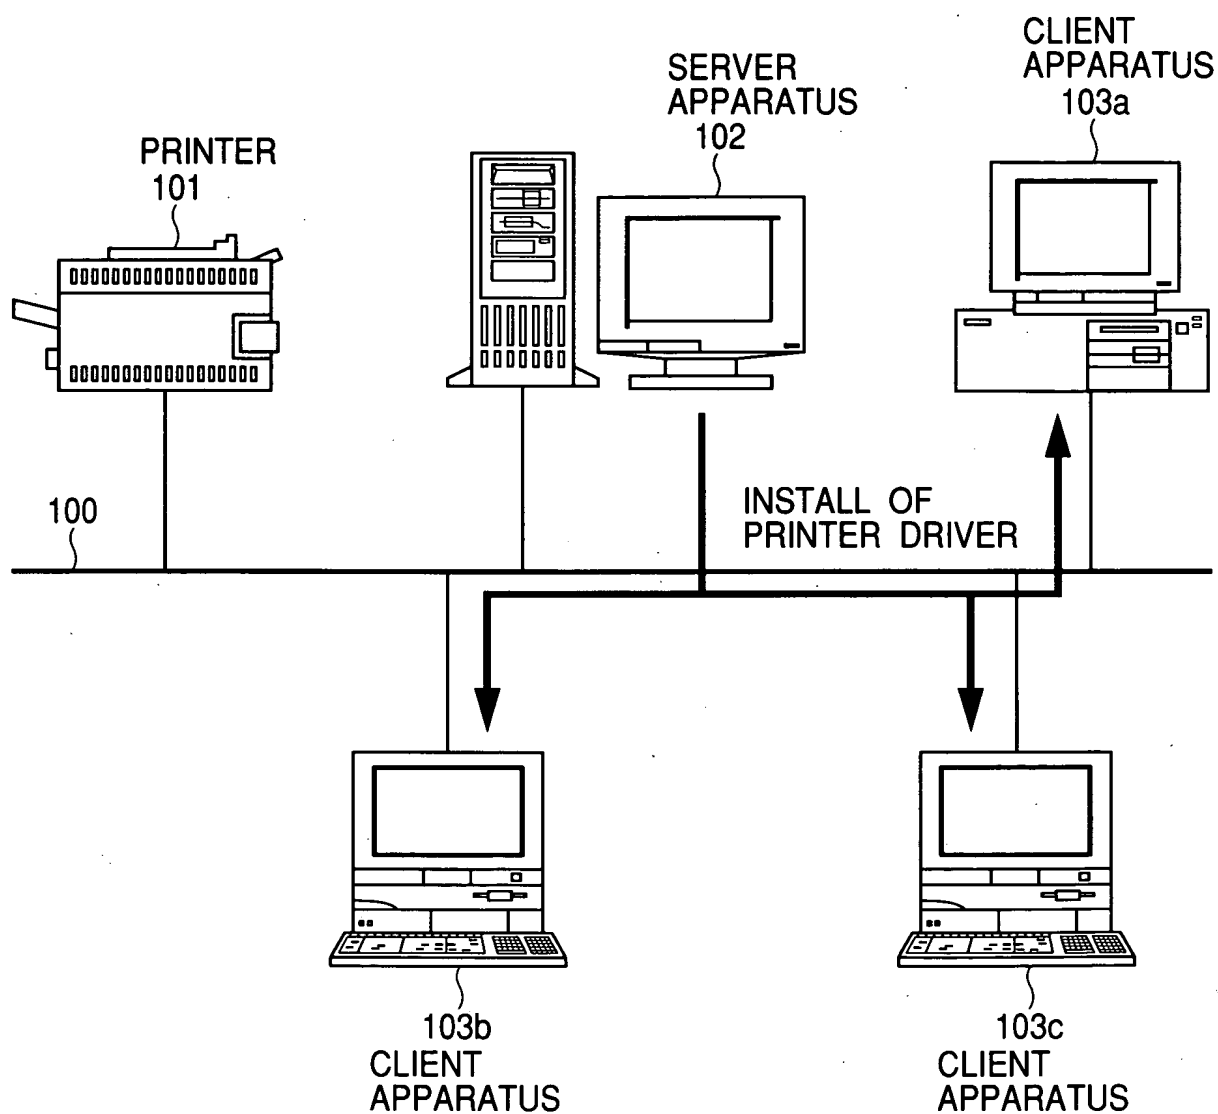 CLIENT
APPARATUS
103a
SERVER
APPARATUS
102
PRINTER
101
INSTALL OF
PRINTER DRIVER
100
103b
CLIENT
APPARATUS
103c
CLIENT
APPARATUS